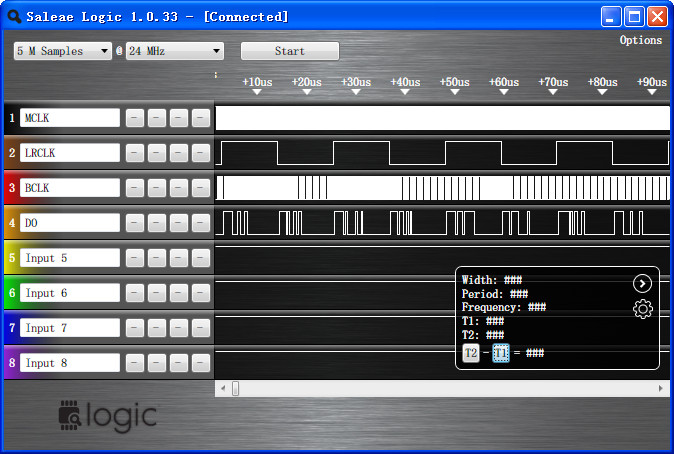 Saleae Logic 1.0.33 - [Connected]
Options
5 M Samples @ 24 MHz Start
+10us +20us +30us +40us +50us +60us +70us +80us +90us
1 MCLK - - - -
2 LRCLK - - - -
3 BCLK - - - -
4 DO - - - -
5 Input 5 - - - -
6 Input 6 - - - -
7 Input 7 - - - -
8 Input 8 - - - -
Width: ###
Period: ###
Frequency: ###
T1: ###
T2: ###
T2 - T1 = ###
logic